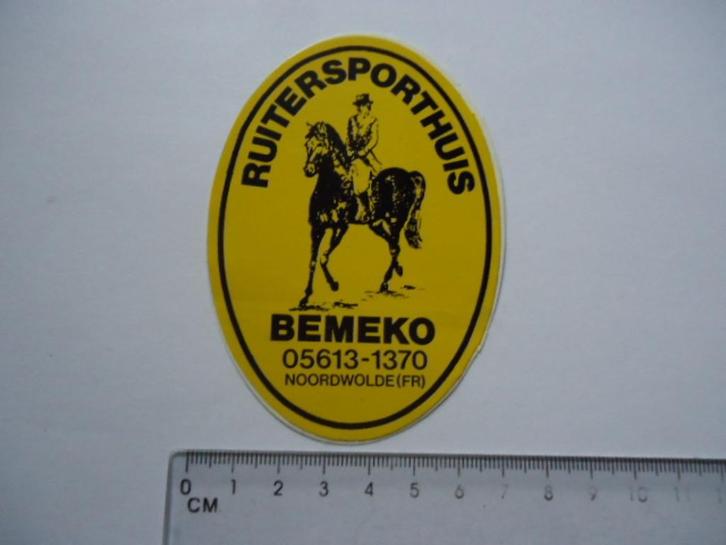 RUITERSPORTHUIS
BEMEKO
05613-1370
NOORDWOLDE(FR)
0 1 2 3 4 5 6 7 8 9 10 11
CM